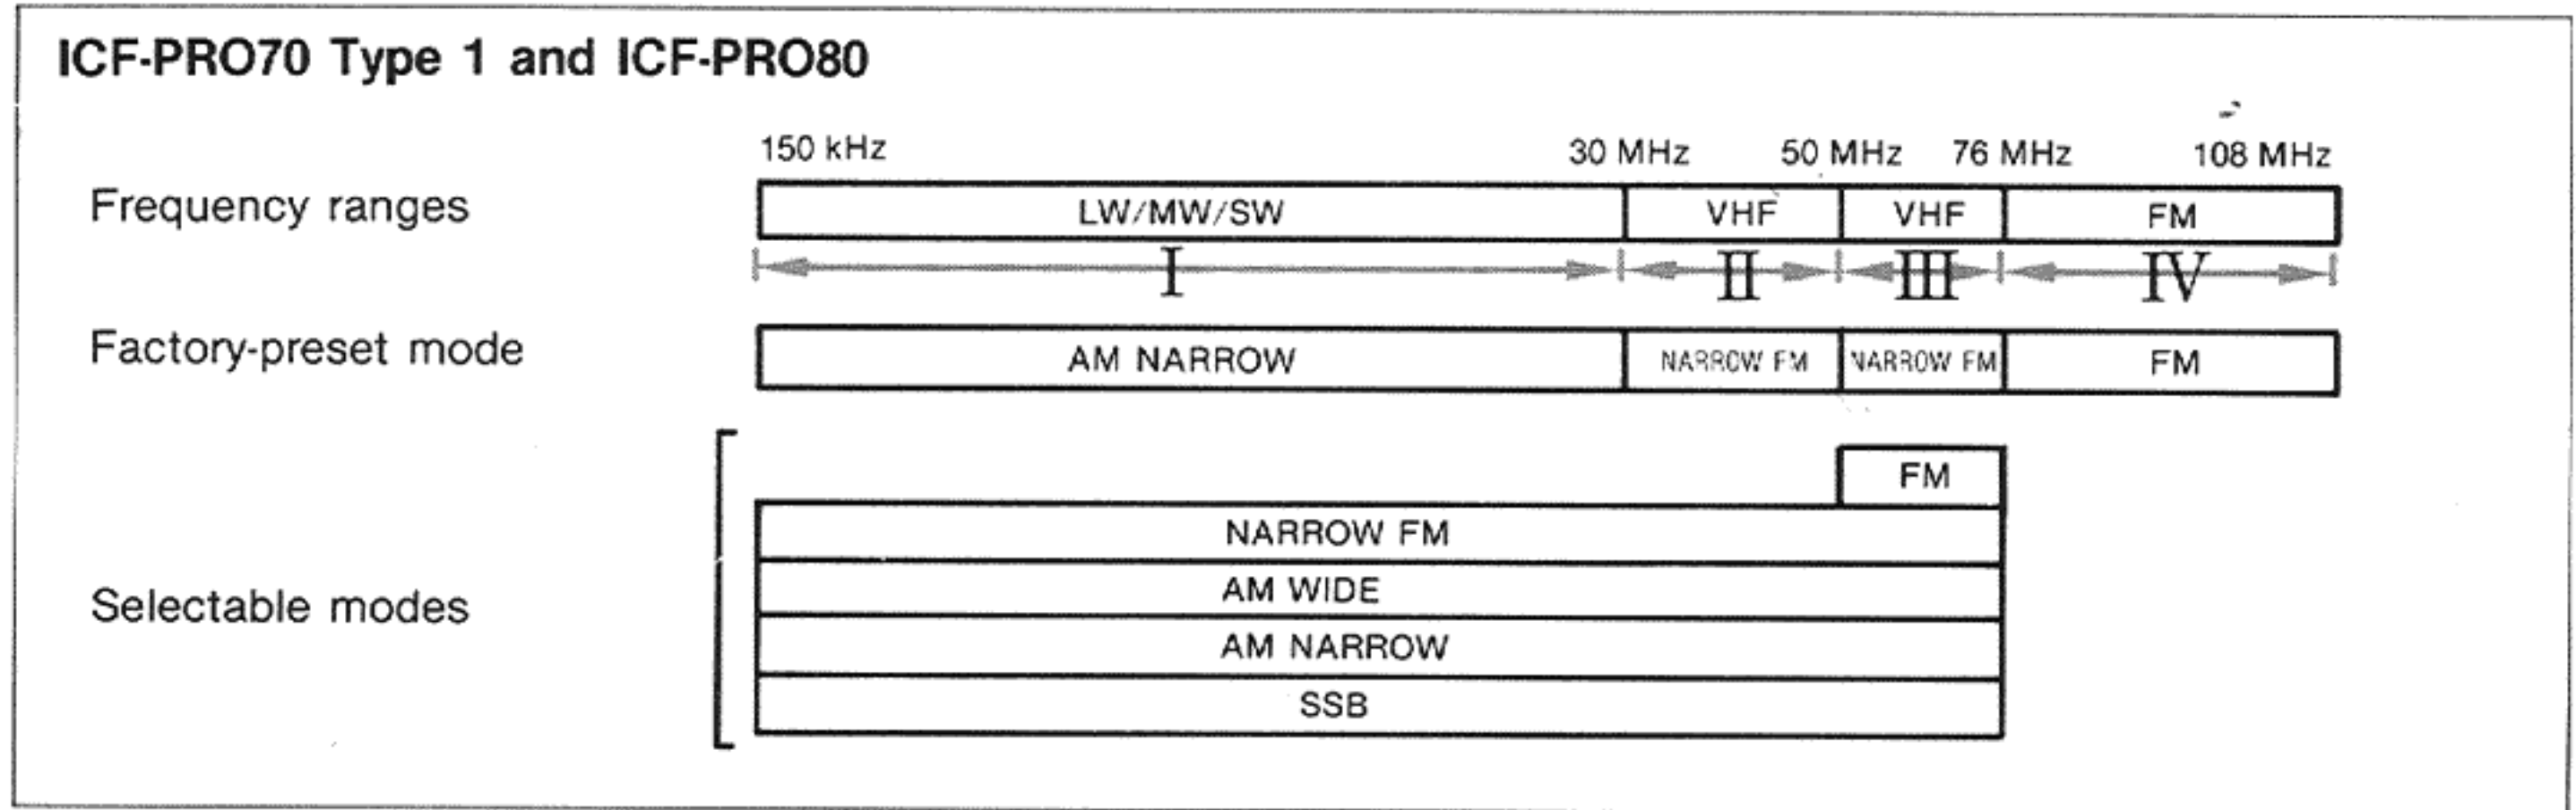 ICF-PRO70 Type 1 and ICF-PRO80
150 kHz 30 MHz 50 MHz 76 MHz 108 MHz
Frequency ranges LW/MW/SW VHF VHF FM
I II III IV
Factory-preset mode AM NARROW NARROW FM NARROW FM FM
FM
NARROW FM
AM WIDE
Selectable modes
AM NARROW
SSB